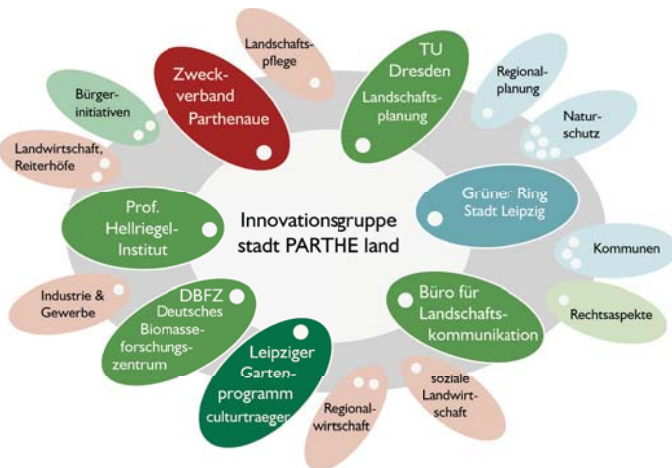 Landschafts-
pflege
TU
Dresden
Landschafts-
planung
Regional-
planung
Natur-
schutz
Grüner Ring
Stadt Leipzig
Kommunen
Rechtsaspekte
Büro für
Landschafts-
kommunikation
soziale
Landwirt-
schaft
Regional-
wirtschaft
Leipziger
Garten-
programm
culturtraeger
DBFZ
Deutsches
Biomasse-
forschungs-
zentrum
Industrie &
Gewerbe
Prof.
Hellriegel-
Institut
Landwirtschaft,
Reiterhöfe
Bürger-
initiativen
Zweck-
verband
Parthenaue
Innovationsgruppe
stadt PARTHE land